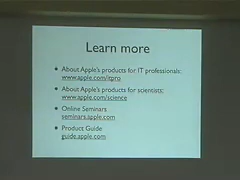 Learn more
• About Apple's products for IT professionals:
www.apple.com/itpro
• About Apple's products for scientists:
www.apple.com/science
• Online Seminars
seminars.apple.com
• Product Guide
guide.apple.com